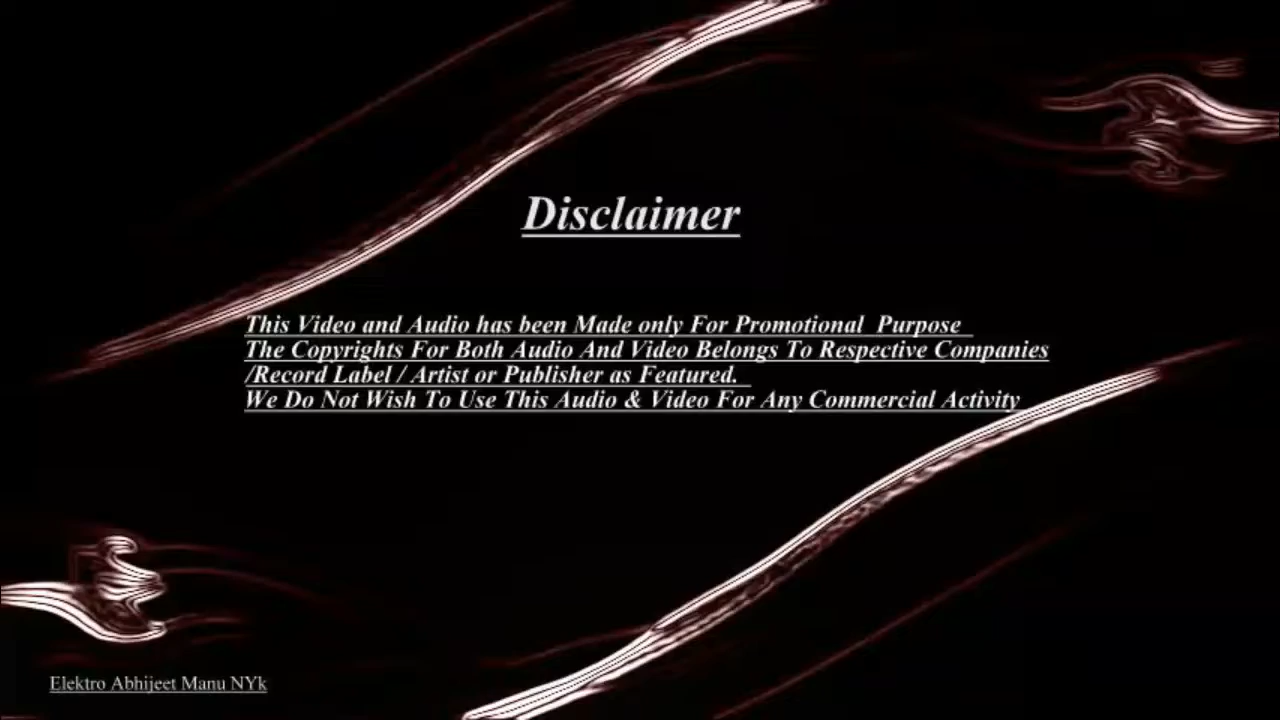 Disclaimer
This Video and Audio has been Made only For Promotional  Purpose
The Copyrights For Both Audio And Video Belongs To Respective Companies
/Record Label / Artist or Publisher as Featured.
We Do Not Wish To Use This Audio & Video For Any Commercial Activity
Elektro Abhijeet Manu NYk